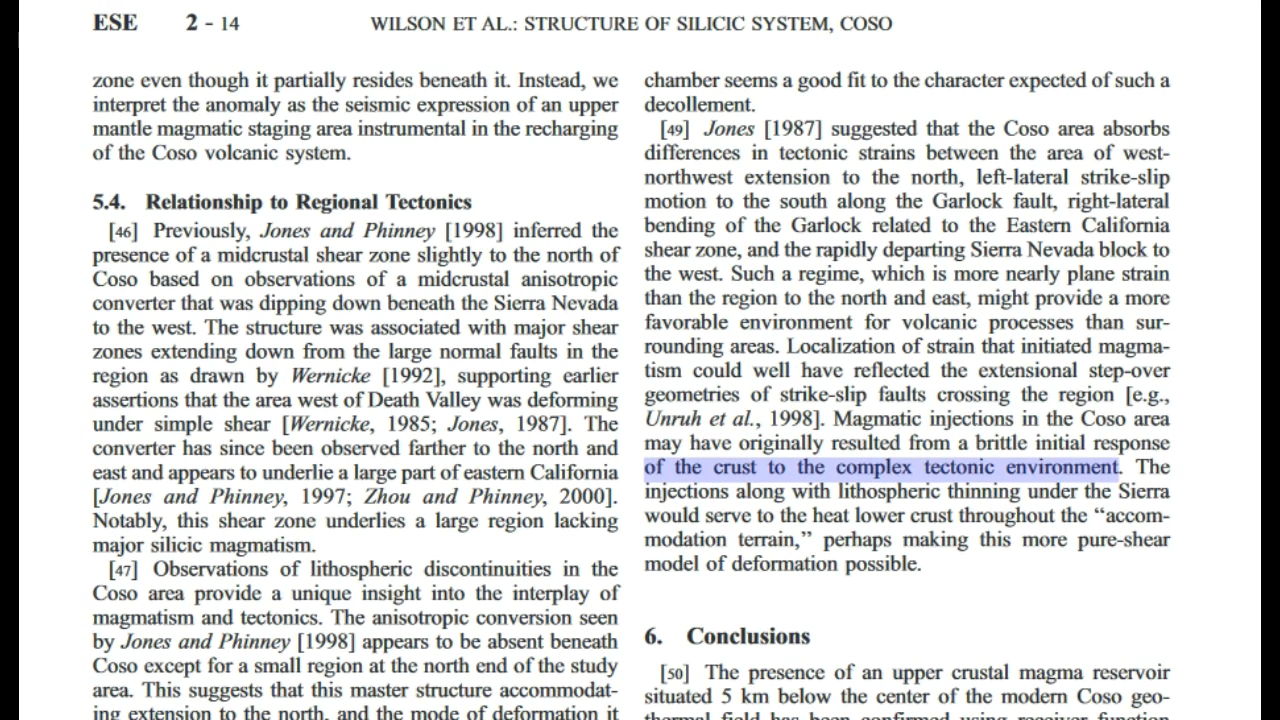 ESE 2 - 14 WILSON ET AL.: STRUCTURE OF SILICIC SYSTEM, COSO
zone even though it partially resides beneath it. Instead, we
interpret the anomaly as the seismic expression of an upper
mantle magmatic staging area instrumental in the recharging
of the Coso volcanic system.
5.4. Relationship to Regional Tectonics
[46] Previously, Jones and Phinney [1998] inferred the
presence of a midcrustal shear zone slightly to the north of
Coso based on observations of a midcrustal anisotropic
converter that was dipping down beneath the Sierra Nevada
to the west. The structure was associated with major shear
zones extending down from the large normal faults in the
region as drawn by Wernicke [1992], supporting earlier
assertions that the area west of Death Valley was deforming
under simple shear [Wernicke, 1985; Jones, 1987]. The
converter has since been observed farther to the north and
east and appears to underlie a large part of eastern California
[Jones and Phinney, 1997; Zhou and Phinney, 2000].
Notably, this shear zone underlies a large region lacking
major silicic magmatism.
[47] Observations of lithospheric discontinuities in the
Coso area provide a unique insight into the interplay of
magmatism and tectonics. The anisotropic conversion seen
by Jones and Phinney [1998] appears to be absent beneath
Coso except for a small region at the north end of the study
area. This suggests that this master structure accommodat-
ing extension to the north, and the mode of deformation it
chamber seems a good fit to the character expected of such a
decollement.
[49] Jones [1987] suggested that the Coso area absorbs
differences in tectonic strains between the area of west-
northwest extension to the north, left-lateral strike-slip
motion to the south along the Garlock fault, right-lateral
bending of the Garlock related to the Eastern California
shear zone, and the rapidly departing Sierra Nevada block to
the west. Such a regime, which is more nearly plane strain
than the region to the north and east, might provide a more
favorable environment for volcanic processes than sur-
rounding areas. Localization of strain that initiated magma-
tism could well have reflected the extensional step-over
geometries of strike-slip faults crossing the region [e.g.,
Unruh et al., 1998]. Magmatic injections in the Coso area
may have originally resulted from a brittle initial response
of the crust to the complex tectonic environment. The
injections along with lithospheric thinning under the Sierra
would serve to the heat lower crust throughout the “accom-
modation terrain,” perhaps making this more pure-shear
model of deformation possible.
6. Conclusions
[50] The presence of an upper crustal magma reservoir
situated 5 km below the center of the modern Coso geo-
thermal field has been confirmed using receiver function